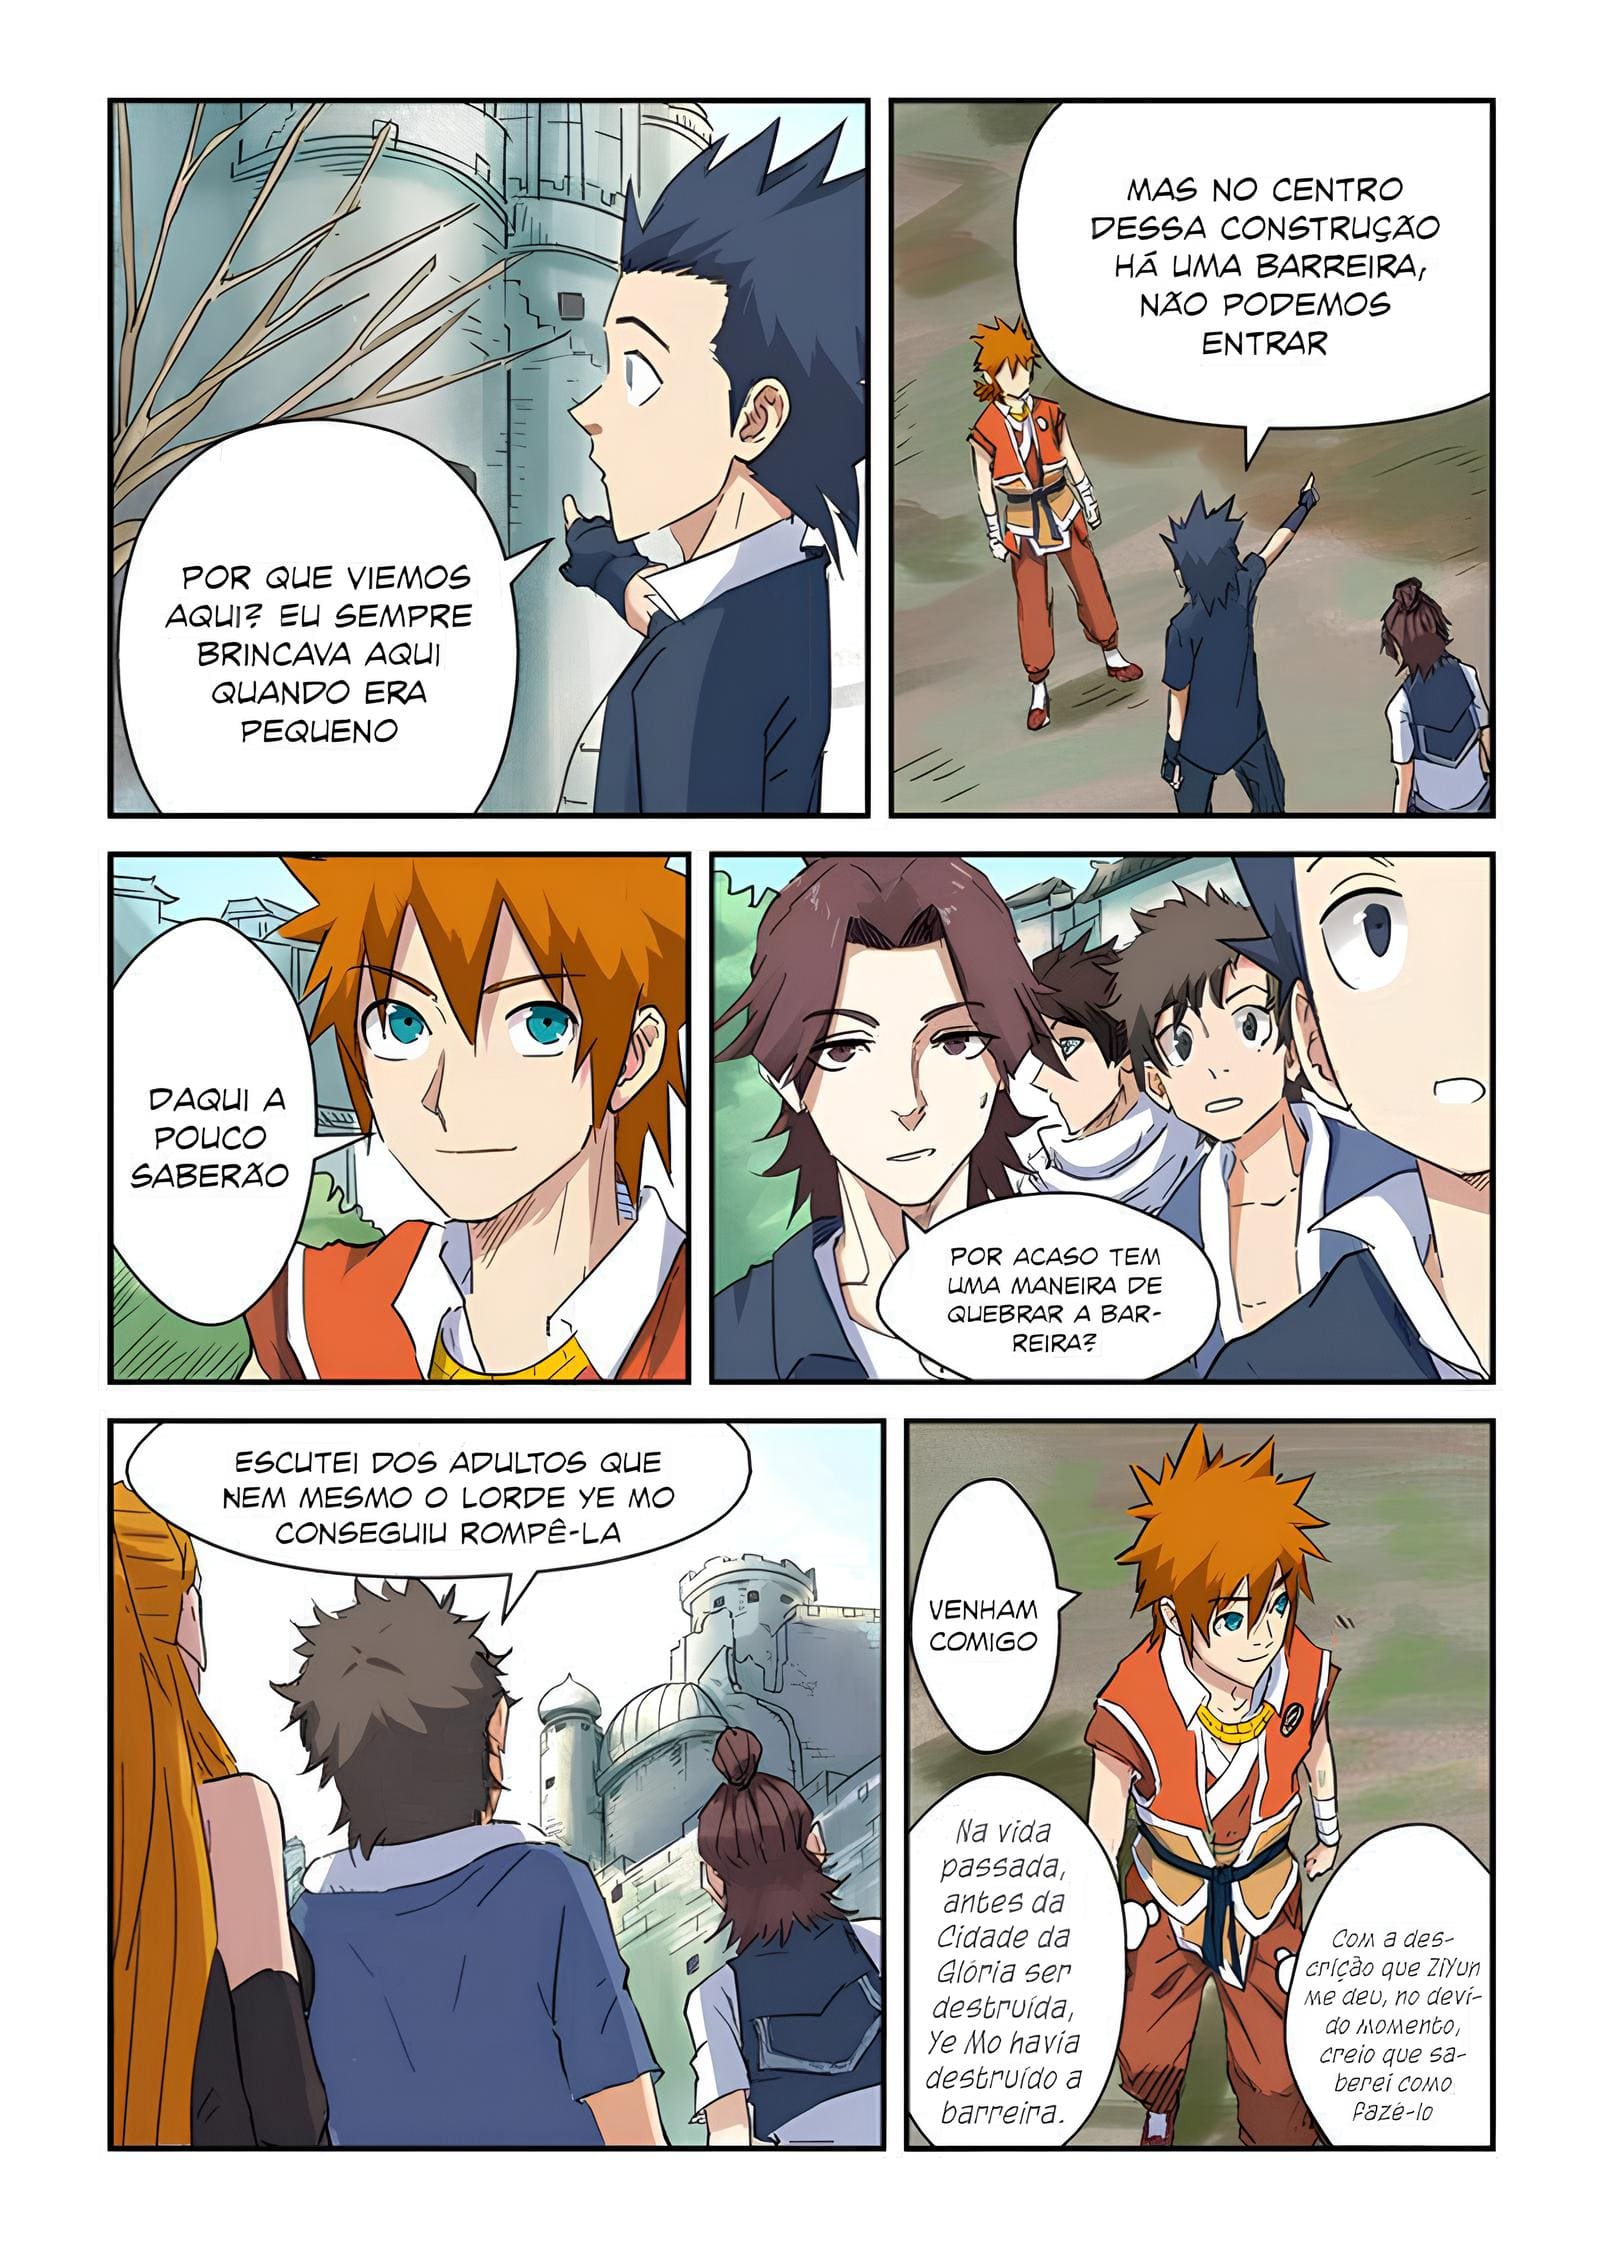 POR QUE VIEMOS
AQUI? EU SEMPRE
BRINCAVA AQUI
QUANDO ERA
PEQUENO
MAS NO CENTRO
DESSA CONSTRUÇÃO
HÁ UMA BARREIRA,
NÃO PODEMOS
ENTRAR
DAQUI A
POUCO
SABERÃO
POR ACASO TEM
UMA MANEIRA DE
QUEBRAR A BAR-
REIRA?
ESCUTEI DOS ADULTOS QUE
NEM MESMO O LORDE YE MO
CONSEGUIU ROMPÊ-LA
VENHAM
COMIGO
Na vida
passada,
antes da
Cidade da
Glória ser
destruída,
Ye Mo havia
destruído a
barreira.
Com a des-
crição que ZiYun
me deu, no devi-
do momento,
creio que sa-
berei como
fazê-lo